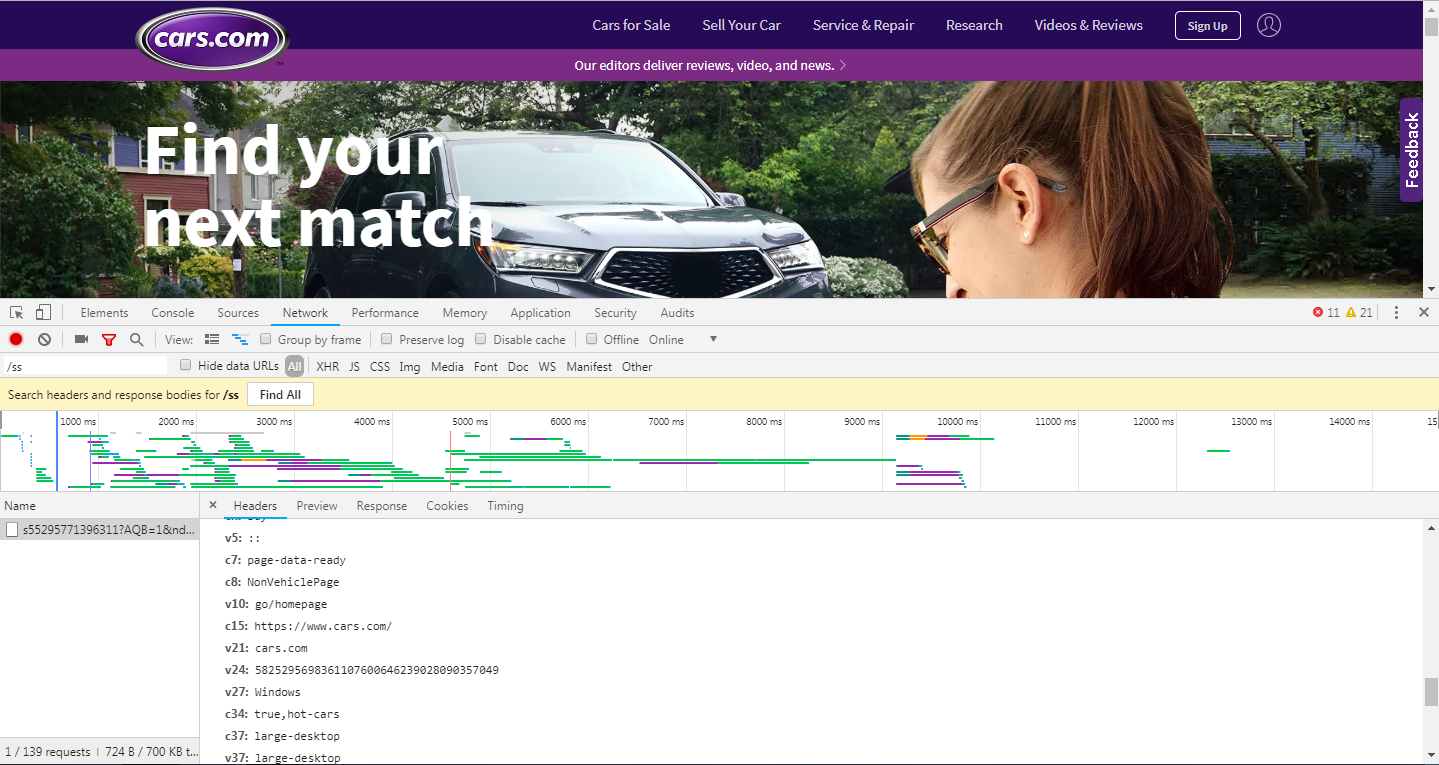 cars.com
Cars for Sale Sell Your Car Service & Repair Research Videos & Reviews Sign Up
Our editors deliver reviews, video, and news.
Find your
next match
Feedback
Elements Console Sources Network Performance Memory Application Security Audits 11 21
View: Group by frame Preserve log Disable cache Offline Online
/ss Hide data URLs All XHR JS CSS Img Media Font Doc WS Manifest Other
Search headers and response bodies for /ss Find All
1000 ms 2000 ms 3000 ms 4000 ms 5000 ms 6000 ms 7000 ms 8000 ms 9000 ms 10000 ms 11000 ms 12000 ms 13000 ms 14000 ms 15
Name × Headers Preview Response Cookies Timing
s55295771396311?AQB=1&nd...
v5: ::
c7: page-data-ready
c8: NonVehiclePage
v10: go/homepage
c15: https://www.cars.com/
v21: cars.com
v24: 5825295698361107600646239028090357049
v27: Windows
c34: true,hot-cars
c37: large-desktop
v37: large-desktop
1 / 139 requests | 724 B / 700 KB t...